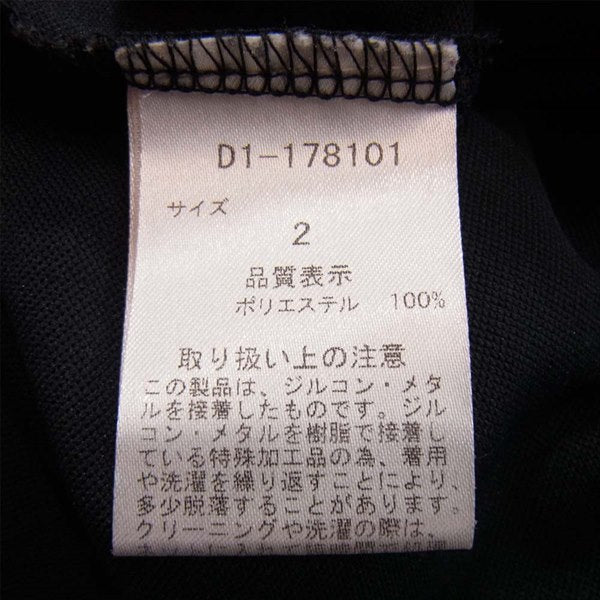 D1-178101
サイズ
2
品質表示
ポリエステル 100%
取り扱い上の注意
この製品は、ジルコン・メタ
ルを接着したものです。ジル
コン・メタルを樹脂で接着し
ている特殊加工品の為、着用
や洗濯を繰り返すことにより、
多少脱落することがあります。
クリーニングや洗濯の際は、